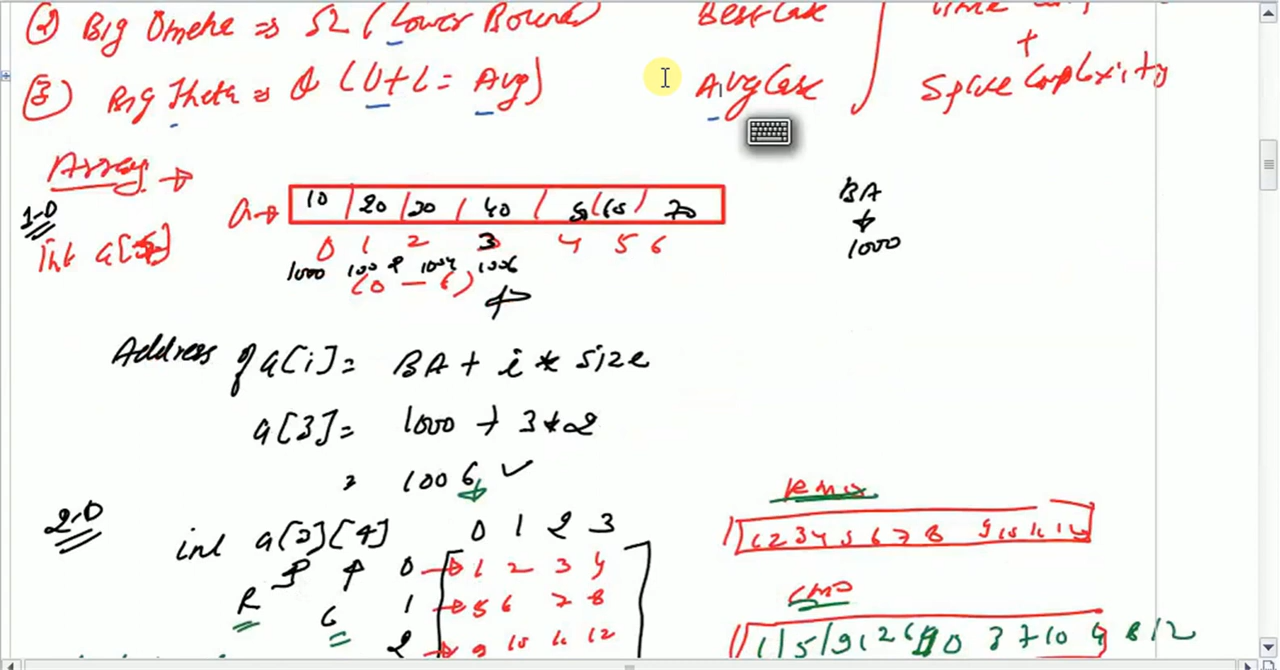 ② Big Omeha ⇒ Ω (Lower Bound) Best Case
+
③ Big Theta ⇒ θ (U+L = Avg) Avg Case Space Complexity
Array →
1-D
a→ 10 20 30 40 50 60 70
BA
↓
1000
int a[
0 1 2 3 4 5 6
1000 1002 1004 1006
(0 — 6)
Address of a[i] = BA + i * size
a[3] = 1000 + 3*2
= 1006 ✓
2-D
RMO
int a[3][4] 0 1 2 3
1 2 3 4 5 6 7 8 9 10 11 12
R C
0 → 1 2 3 4
1 → 5 6 7 8
CMO
2 → 9 10 11 12
1 5 9 2 6 10 3 7 10 4 8 12